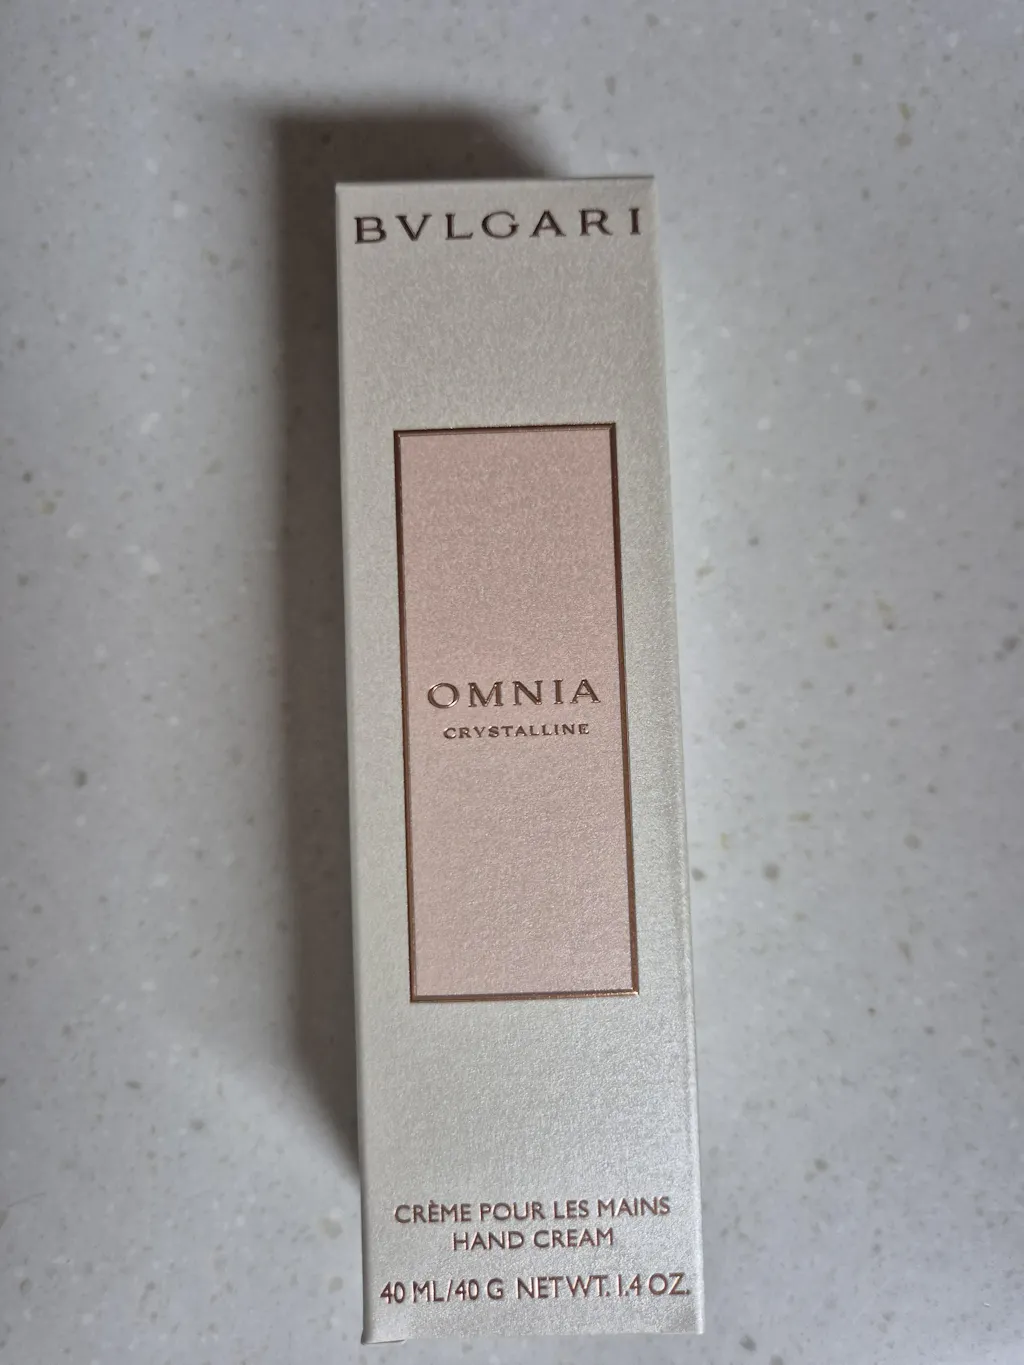 BVLGARI
OMNIA
CRYSTALLINE
CRÈME POUR LES MAINS
HAND CREAM
40 ML/40 G NET WT. 1.4 OZ.